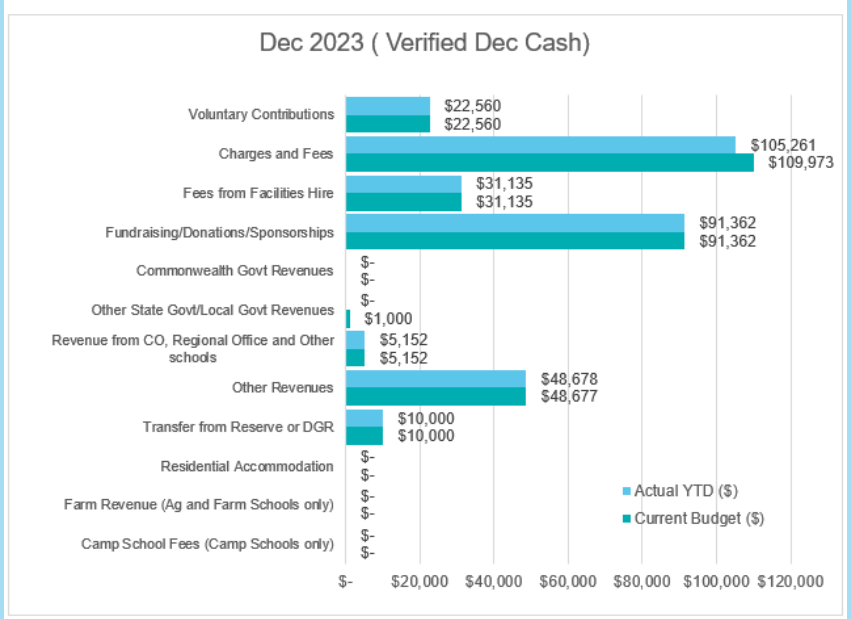 Dec 2023 ( Verified Dec Cash)
Voluntary Contributions
$22,560
$22,560
Charges and Fees
$105,261
$109,973
Fees from Facilities Hire
$31,135
$31,135
Fundraising/Donations/Sponsorships
$91,362
$91,362
Commonwealth Govt Revenues
$-
$-
Other State Govt/Local Govt Revenues
$-
$1,000
Revenue from CO, Regional Office and Other
schools
$5,152
$5,152
Other Revenues
$48,678
$48,677
Transfer from Reserve or DGR
$10,000
$10,000
Residential Accommodation
$-
$-
Farm Revenue (Ag and Farm Schools only)
$-
$-
Camp School Fees (Camp Schools only)
$-
$-
Actual YTD ($)
Current Budget ($)
$- $20,000 $40,000 $60,000 $80,000 $100,000 $120,000